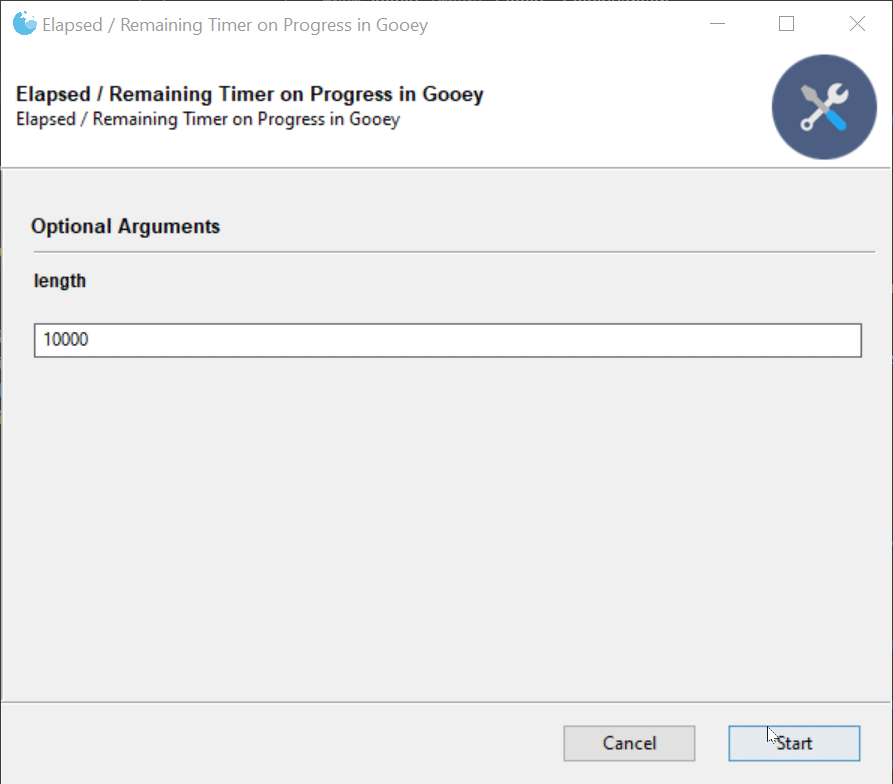 Elapsed / Remaining Timer on Progress in Gooey
Elapsed / Remaining Timer on Progress in Gooey
Elapsed / Remaining Timer on Progress in Gooey
Optional Arguments
length
10000
Cancel
Start